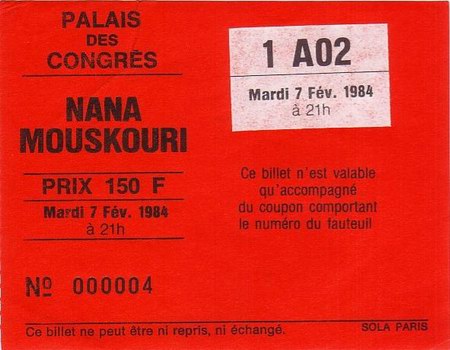 PALAIS
DES
CONGRÈS
NANA
MOUSKOURI
PRIX 150 F
Mardi 7 Fév. 1984
à 21h
Nº 000004
1 A02
Mardi 7 Fév. 1984
à 21h
Ce billet n'est valable
qu'accompagné
du coupon comportant
le numéro du fauteuil
Ce billet ne peut être ni repris, ni échangé.
SOLA PARIS